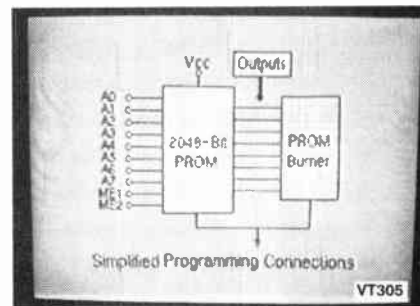 Vcc
Outputs
A0
A1
A2
A3
A4
A5
A6
A7
ME1
ME2
2048-Bit
PROM
PROM
Burner
Simplified Programming Connections
VT305